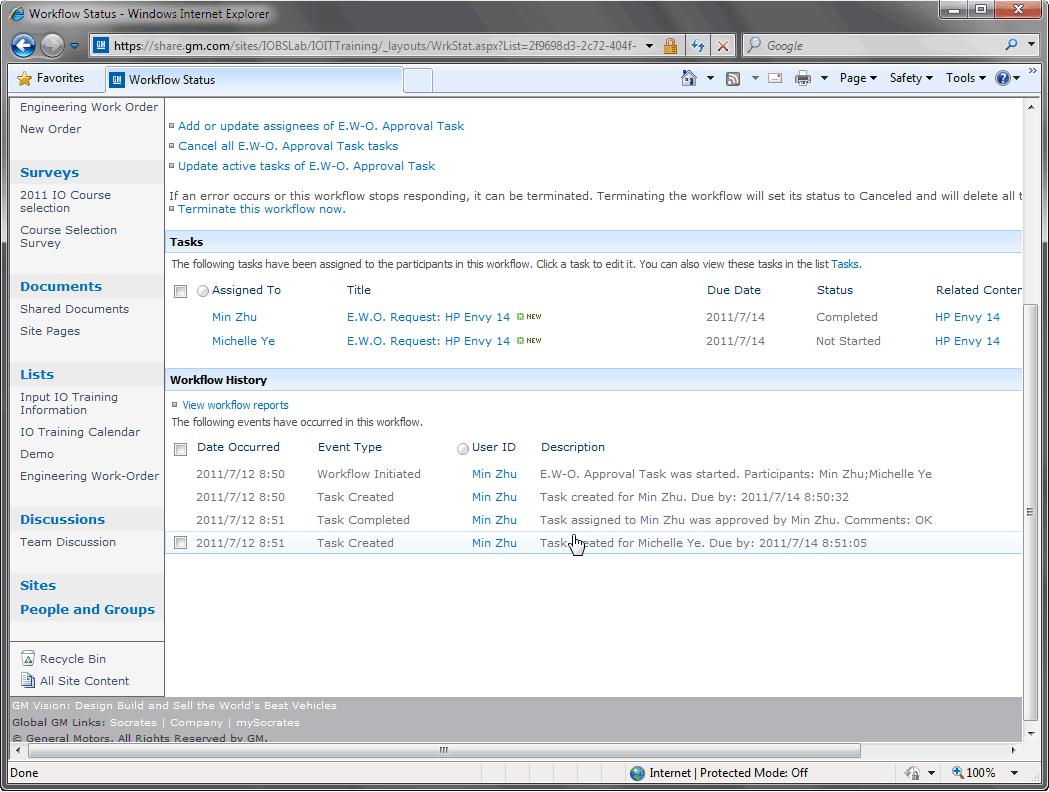 Workflow Status - Windows Internet Explorer
GM https://share.gm.com/sites/IOBSLab/IOITTraining/_layouts/WrkStat.aspx?List=2f9698d3-2c72-404f- Google
Favorites GM Workflow Status Page Safety Tools
Engineering Work Order
New Order
Surveys
2011 IO Course
selection
Course Selection
Survey
Documents
Shared Documents
Site Pages
Lists
Input IO Training
Information
IO Training Calendar
Demo
Engineering Work-Order
Discussions
Team Discussion
Sites
People and Groups
Recycle Bin
All Site Content
Add or update assignees of E.W-O. Approval Task
Cancel all E.W-O. Approval Task tasks
Update active tasks of E.W-O. Approval Task
If an error occurs or this workflow stops responding, it can be terminated. Terminating the workflow will set its status to Canceled and will delete all t
Terminate this workflow now.
Tasks
The following tasks have been assigned to the participants in this workflow. Click a task to edit it. You can also view these tasks in the list Tasks.
Assigned To Title Due Date Status Related Conter
Min Zhu E.W.O. Request: HP Envy 14 NEW 2011/7/14 Completed HP Envy 14
Michelle Ye E.W.O. Request: HP Envy 14 NEW 2011/7/14 Not Started HP Envy 14
Workflow History
View workflow reports
The following events have occurred in this workflow.
Date Occurred Event Type User ID Description
2011/7/12 8:50 Workflow Initiated Min Zhu E.W-O. Approval Task was started. Participants: Min Zhu;Michelle Ye
2011/7/12 8:50 Task Created Min Zhu Task created for Min Zhu. Due by: 2011/7/14 8:50:32
2011/7/12 8:51 Task Completed Min Zhu Task assigned to Min Zhu was approved by Min Zhu. Comments: OK
2011/7/12 8:51 Task Created Min Zhu Task created for Michelle Ye. Due by: 2011/7/14 8:51:05
GM Vision: Design Build and Sell the World's Best Vehicles
Global GM Links: Socrates | Company | mySocrates
© General Motors. All Rights Reserved by GM.
Done Internet | Protected Mode: Off 100%